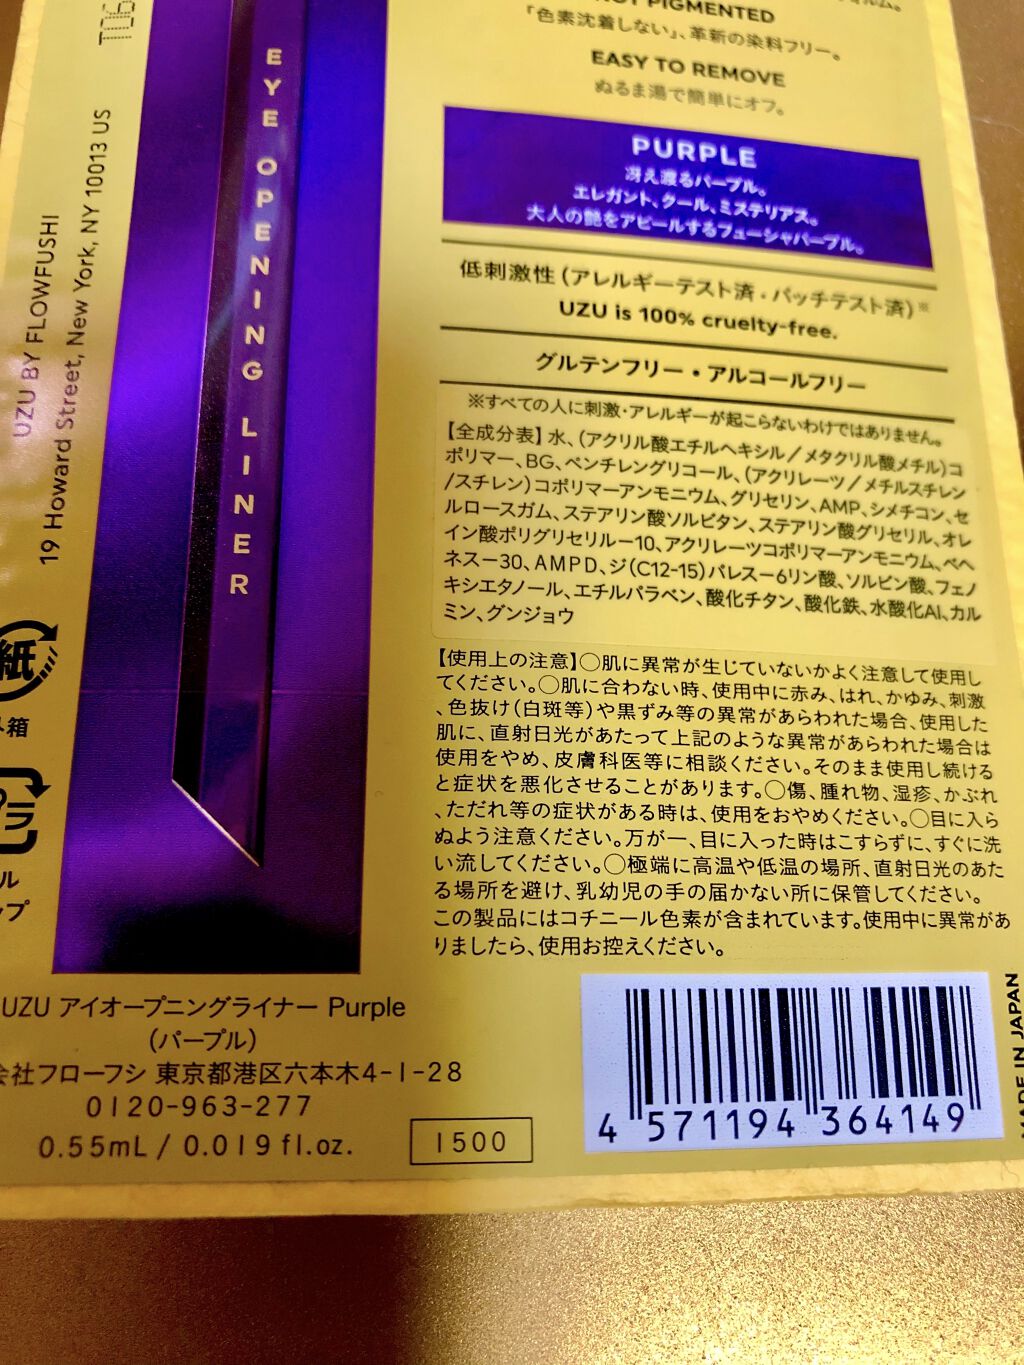 PIGMENTED
「色素沈着しない」、革新の染料フリー。
EASY TO REMOVE
ぬるま湯で簡単にオフ。
PURPLE
冴え渡るパープル。
エレガント、クール、ミステリアス。
大人の艶をアピールするフューシャパープル。
低刺激性（アレルギーテスト済・パッチテスト済）※
UZU is 100% cruelty-free.
グルテンフリー・アルコールフリー
※すべての人に刺激・アレルギーが起こらないわけではありません。
【全成分表】水、（アクリル酸エチルヘキシル／メタクリル酸メチル）コ
ポリマー、BG、ペンチレングリコール、（アクリレーツ／メチルスチレン
／スチレン）コポリマーアンモニウム、グリセリン、AMP、シメチコン、セ
ルロースガム、ステアリン酸ソルビタン、ステアリン酸グリセリル、オレ
イン酸ポリグリセリル－10、アクリレーツコポリマーアンモニウム、ベヘ
ネス－30、AMPD、ジ（C12-15）パレス－6リン酸、ソルビン酸、フェノ
キシエタノール、エチルパラベン、酸化チタン、酸化鉄、水酸化Al、カル
ミン、グンジョウ
【使用上の注意】○肌に異常が生じていないかよく注意して使用し
てください。○肌に合わない時、使用中に赤み、はれ、かゆみ、刺激
、色抜け（白斑等）や黒ずみ等の異常があらわれた場合、使用した
肌に、直射日光があたって上記のような異常があらわれた場合は
使用をやめ、皮膚科医等に相談ください。そのまま使用し続ける
と症状を悪化させることがあります。○傷、腫れ物、湿疹、かぶれ
、ただれ等の症状がある時は、使用をおやめください。○目に入ら
ぬよう注意ください。万が一、目に入った時はこすらずに、すぐに洗
い流してください。○極端に高温や低温の場所、直射日光のあた
る場所を避け、乳幼児の手の届かない所に保管してください。
この製品にはコチニール色素が含まれています。使用中に異常があ
りましたら、使用お控えください。
EYE OPENING LINER
UZU BY FLOWFUSHI
19 Howard Street, New York, NY 10013 US
紙
箱
プラ
UZU アイオープニングライナー Purple
（パープル）
会社フローフシ 東京都港区六本木4-1-28
0120-963-277
0.55mL / 0.019 fl.oz.
1500
4 571194 364149
MADE IN JAPAN